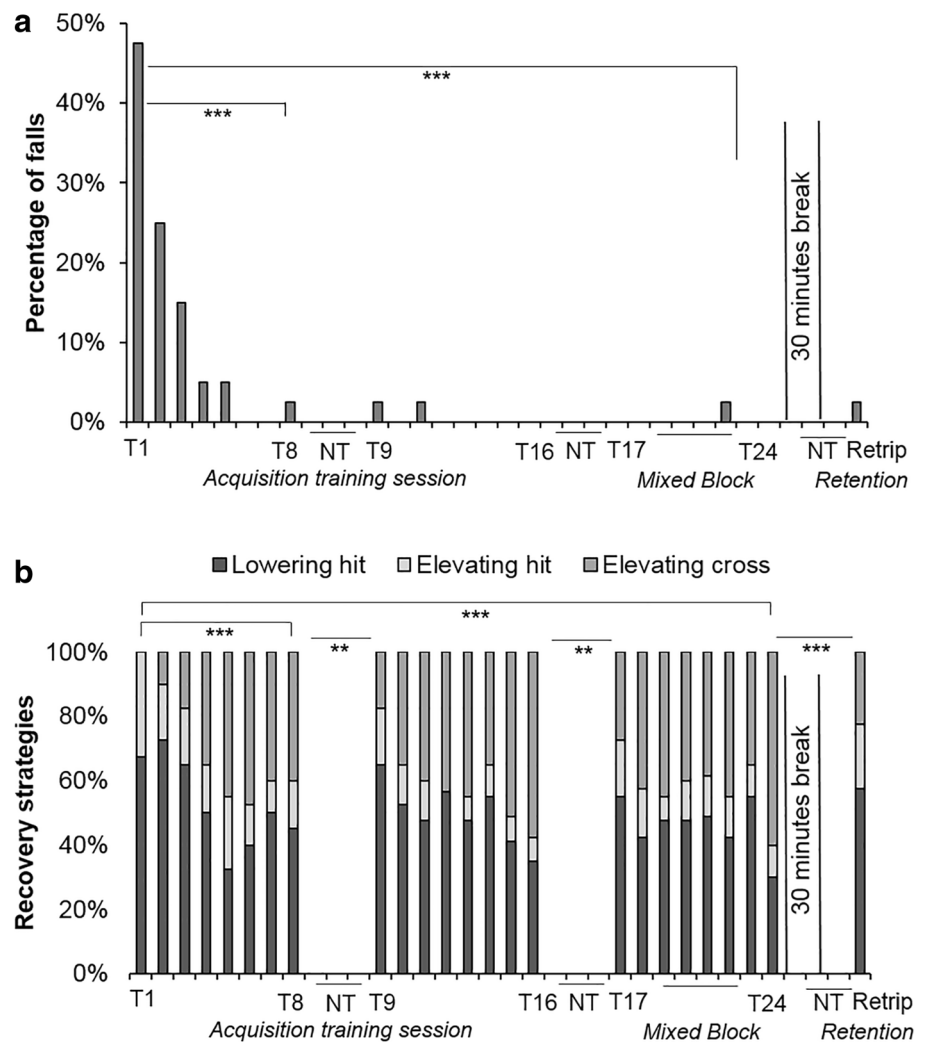 a
50%
40%
30%
20%
10%
0%
Percentage of falls
***
***
30 minutes break
T1 T8 NT T9 T16 NT T17 T24 NT Retrip
Acquisition training session Mixed Block Retention
b
Lowering hit Elevating hit Elevating cross
***
***
** ** ***
100%
80%
60%
40%
20%
0%
Recovery strategies
30 minutes break
T1 T8 NT T9 T16 NT T17 T24 NT Retrip
Acquisition training session Mixed Block Retention